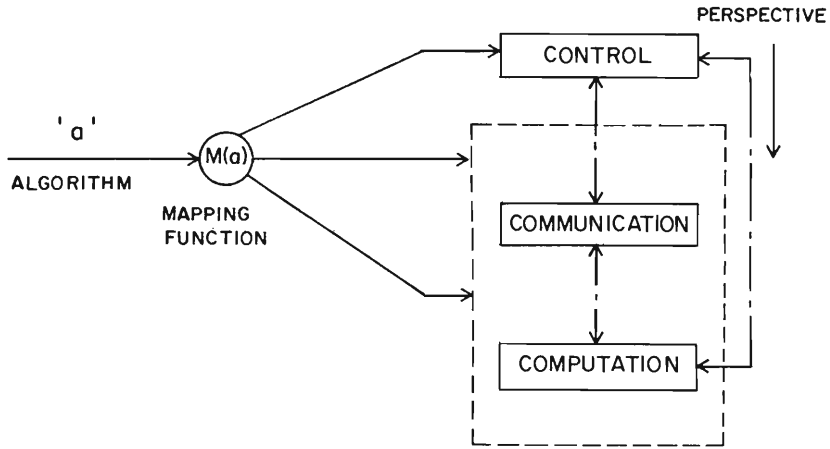 PERSPECTIVE
CONTROL
'a'
M(a)
ALGORITHM
MAPPING
FUNCTION
COMMUNICATION
COMPUTATION